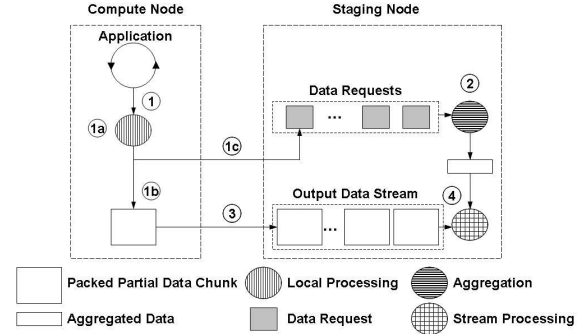 Compute Node
Staging Node
Application
1
1a
1b
1c
Data Requests
...
2
Output Data Stream
...
3
4
Packed Partial Data Chunk
Local Processing
Aggregation
Aggregated Data
Data Request
Stream Processing